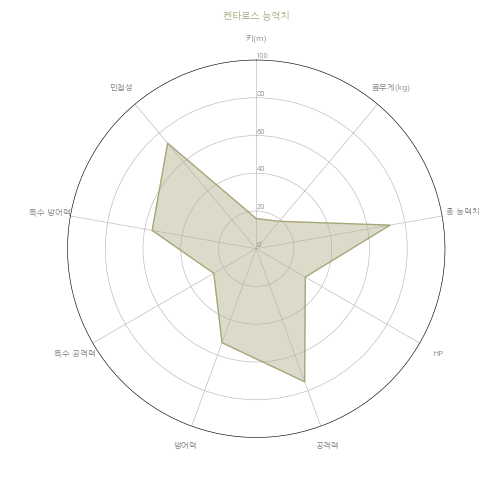 켄타로스 능력치
키(m)
100
민첩성
몸무게(kg)
80
60
40
특수 방어력
20
총 능력치
0
특수 공격력
HP
방어력
공격력